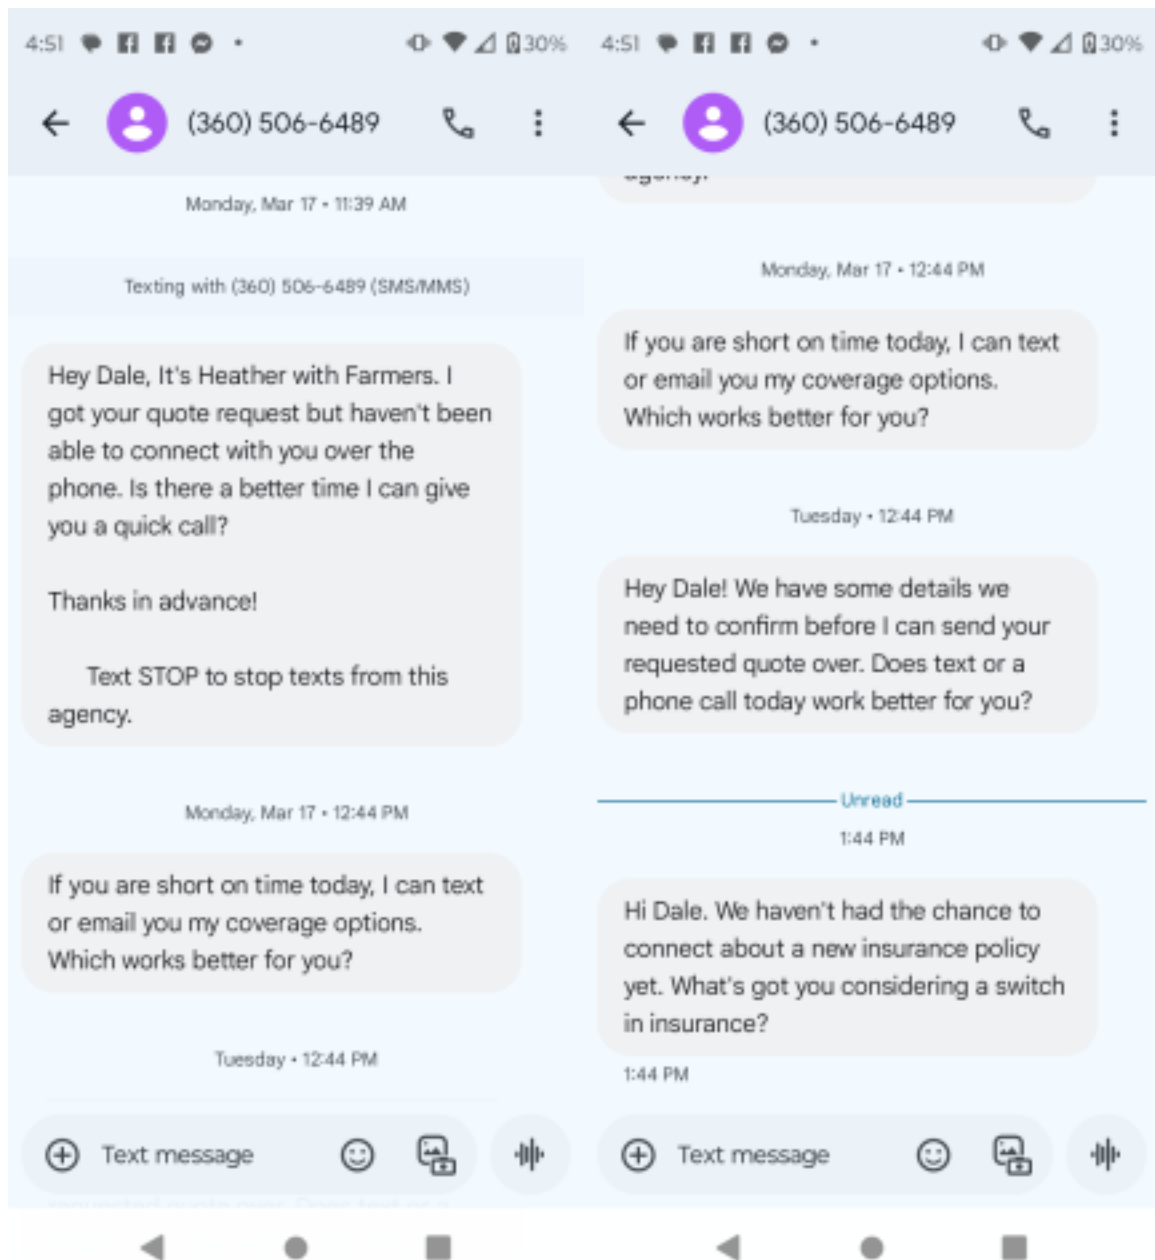 4:51
30%
(360) 506-6489
Monday, Mar 17 • 11:39 AM
Texting with (360) 506-6489 (SMS/MMS)
Hey Dale, It's Heather with Farmers. I
got your quote request but haven't been
able to connect with you over the
phone. Is there a better time I can give
you a quick call?
Thanks in advance!
Text STOP to stop texts from this
agency.
Monday, Mar 17 • 12:44 PM
If you are short on time today, I can text
or email you my coverage options.
Which works better for you?
Tuesday • 12:44 PM
Text message
requested quote over. Does text or a
4:51
30%
(360) 506-6489
agency.
Monday, Mar 17 • 12:44 PM
If you are short on time today, I can text
or email you my coverage options.
Which works better for you?
Tuesday • 12:44 PM
Hey Dale! We have some details we
need to confirm before I can send your
requested quote over. Does text or a
phone call today work better for you?
Unread
1:44 PM
Hi Dale. We haven't had the chance to
connect about a new insurance policy
yet. What's got you considering a switch
in insurance?
1:44 PM
Text message